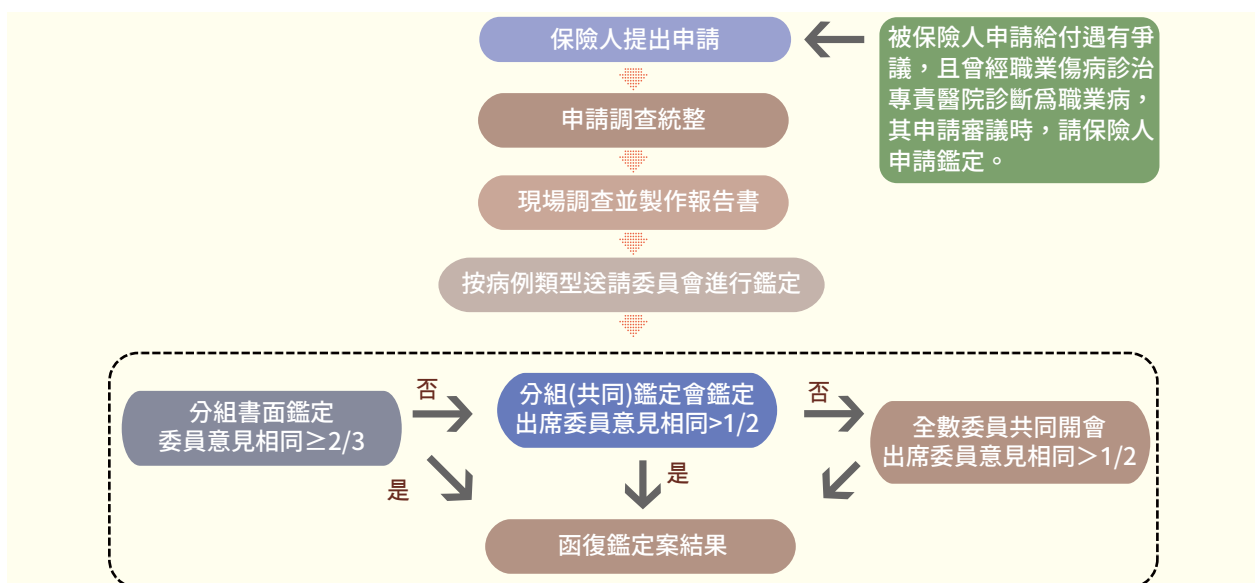 保險人提出申請
被保險人申請給付遇有爭
議，且曾經職業傷病診治
專責醫院診斷爲職業病，
其申請審議時，請保險人
申請鑑定。
申請調查統整
現場調查並製作報告書
按病例類型送請委員會進行鑑定
分組書面鑑定
委員意見相同≥2/3
否
分組(共同)鑑定會鑑定
出席委員意見相同>1/2
否
全數委員共同開會
出席委員意見相同＞1/2
是
是
函復鑑定案結果